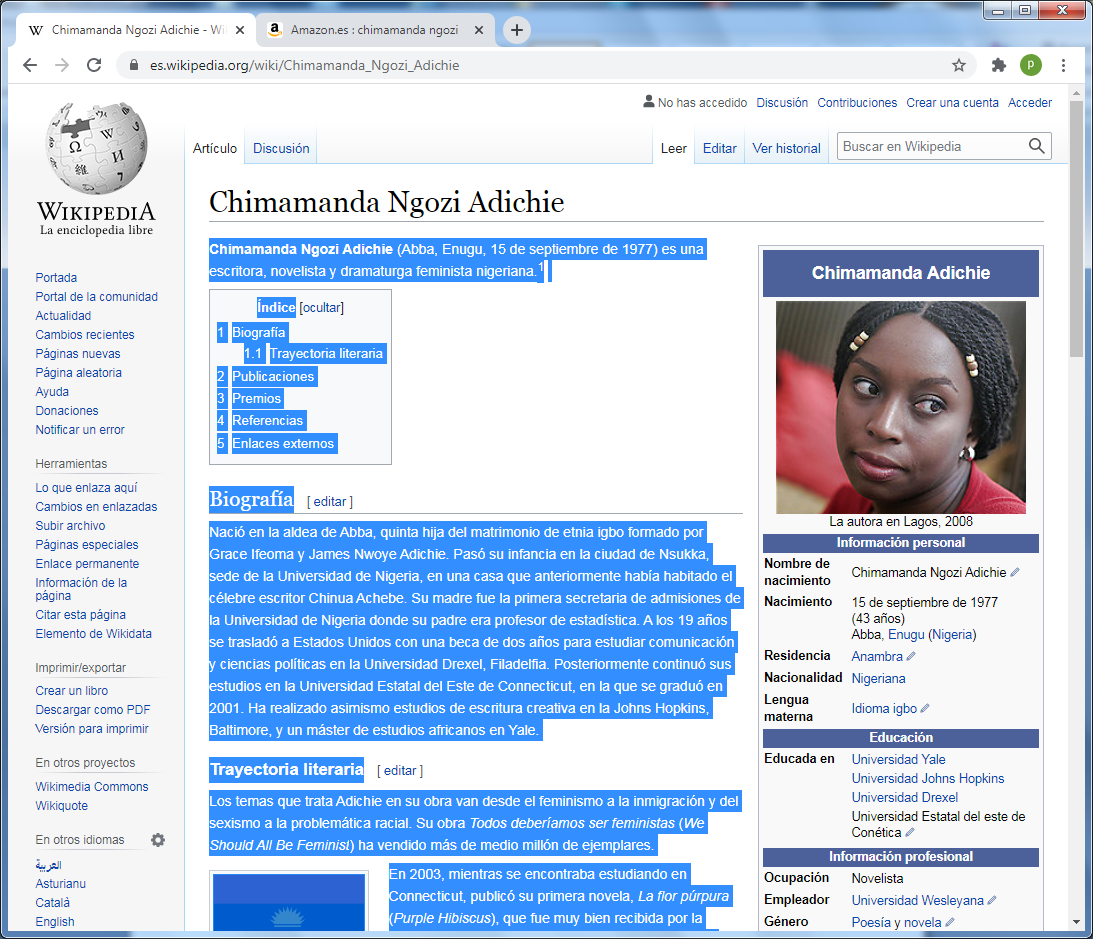 Chimamanda Ngozi Adichie - Wi
Amazon.es : chimamanda ngozi
es.wikipedia.org/wiki/Chimamanda_Ngozi_Adichie
P
No has accedido Discusión Contribuciones Crear una cuenta Acceder
WIKIPEDIA
La enciclopedia libre
Artículo Discusión Leer Editar Ver historial Buscar en Wikipedia
Portada
Portal de la comunidad
Actualidad
Cambios recientes
Páginas nuevas
Página aleatoria
Ayuda
Donaciones
Notificar un error
Herramientas
Lo que enlaza aquí
Cambios en enlazadas
Subir archivo
Páginas especiales
Enlace permanente
Información de la
página
Citar esta página
Elemento de Wikidata
Imprimir/exportar
Crear un libro
Descargar como PDF
Versión para imprimir
En otros proyectos
Wikimedia Commons
Wikiquote
En otros idiomas
العربية
Asturianu
Català
English
Chimamanda Ngozi Adichie
Chimamanda Ngozi Adichie (Abba, Enugu, 15 de septiembre de 1977) es una
escritora, novelista y dramaturga feminista nigeriana.1
Índice [ocultar]
1 Biografía
1.1 Trayectoria literaria
2 Publicaciones
3 Premios
4 Referencias
5 Enlaces externos
Biografía [ editar ]
Nació en la aldea de Abba, quinta hija del matrimonio de etnia igbo formado por
Grace Ifeoma y James Nwoye Adichie. Pasó su infancia en la ciudad de Nsukka,
sede de la Universidad de Nigeria, en una casa que anteriormente había habitado el
célebre escritor Chinua Achebe. Su madre fue la primera secretaria de admisiones de
la Universidad de Nigeria donde su padre era profesor de estadística. A los 19 años
se trasladó a Estados Unidos con una beca de dos años para estudiar comunicación
y ciencias políticas en la Universidad Drexel, Filadelfia. Posteriormente continuó sus
estudios en la Universidad Estatal del Este de Connecticut, en la que se graduó en
2001. Ha realizado asimismo estudios de escritura creativa en la Johns Hopkins,
Baltimore, y un máster de estudios africanos en Yale.
Trayectoria literaria [ editar ]
Los temas que trata Adichie en su obra van desde el feminismo a la inmigración y del
sexismo a la problemática racial. Su obra Todos deberíamos ser feministas (We
Should All Be Feminist) ha vendido más de medio millón de ejemplares.
En 2003, mientras se encontraba estudiando en
Connecticut, publicó su primera novela, La flor púrpura
(Purple Hibiscus), que fue muy bien recibida por la
Chimamanda Adichie
La autora en Lagos, 2008
Información personal
Nombre de
nacimiento Chimamanda Ngozi Adichie
Nacimiento 15 de septiembre de 1977
(43 años)
Abba, Enugu (Nigeria)
Residencia Anambra
Nacionalidad Nigeriana
Lengua
materna Idioma igbo
Educación
Educada en Universidad Yale
Universidad Johns Hopkins
Universidad Drexel
Universidad Estatal del este de
Conética
Información profesional
Ocupación Novelista
Empleador Universidad Wesleyana
Género Poesía y novela